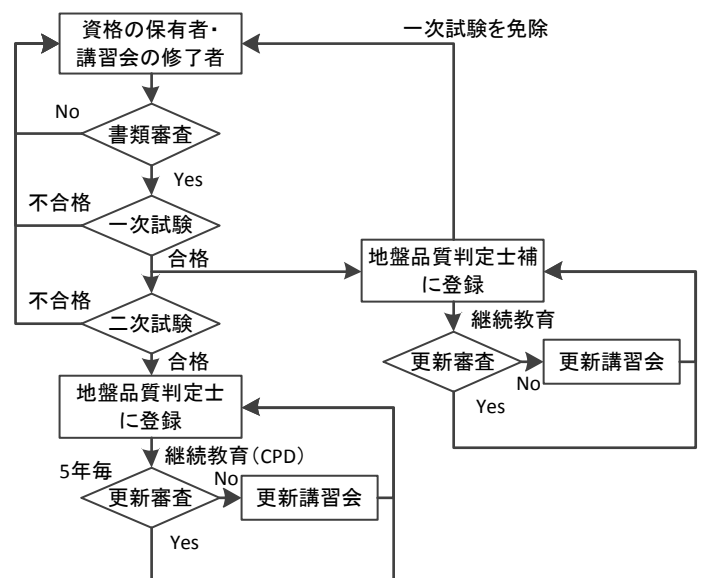 資格の保有者・
講習会の修了者
一次試験を免除
No
書類審査
Yes
不合格
一次試験
合格
地盤品質判定士補
に登録
不合格
二次試験
継続教育
合格
更新審査
No
更新講習会
Yes
地盤品質判定士
に登録
5年毎
継続教育(CPD)
No
更新審査
更新講習会
Yes